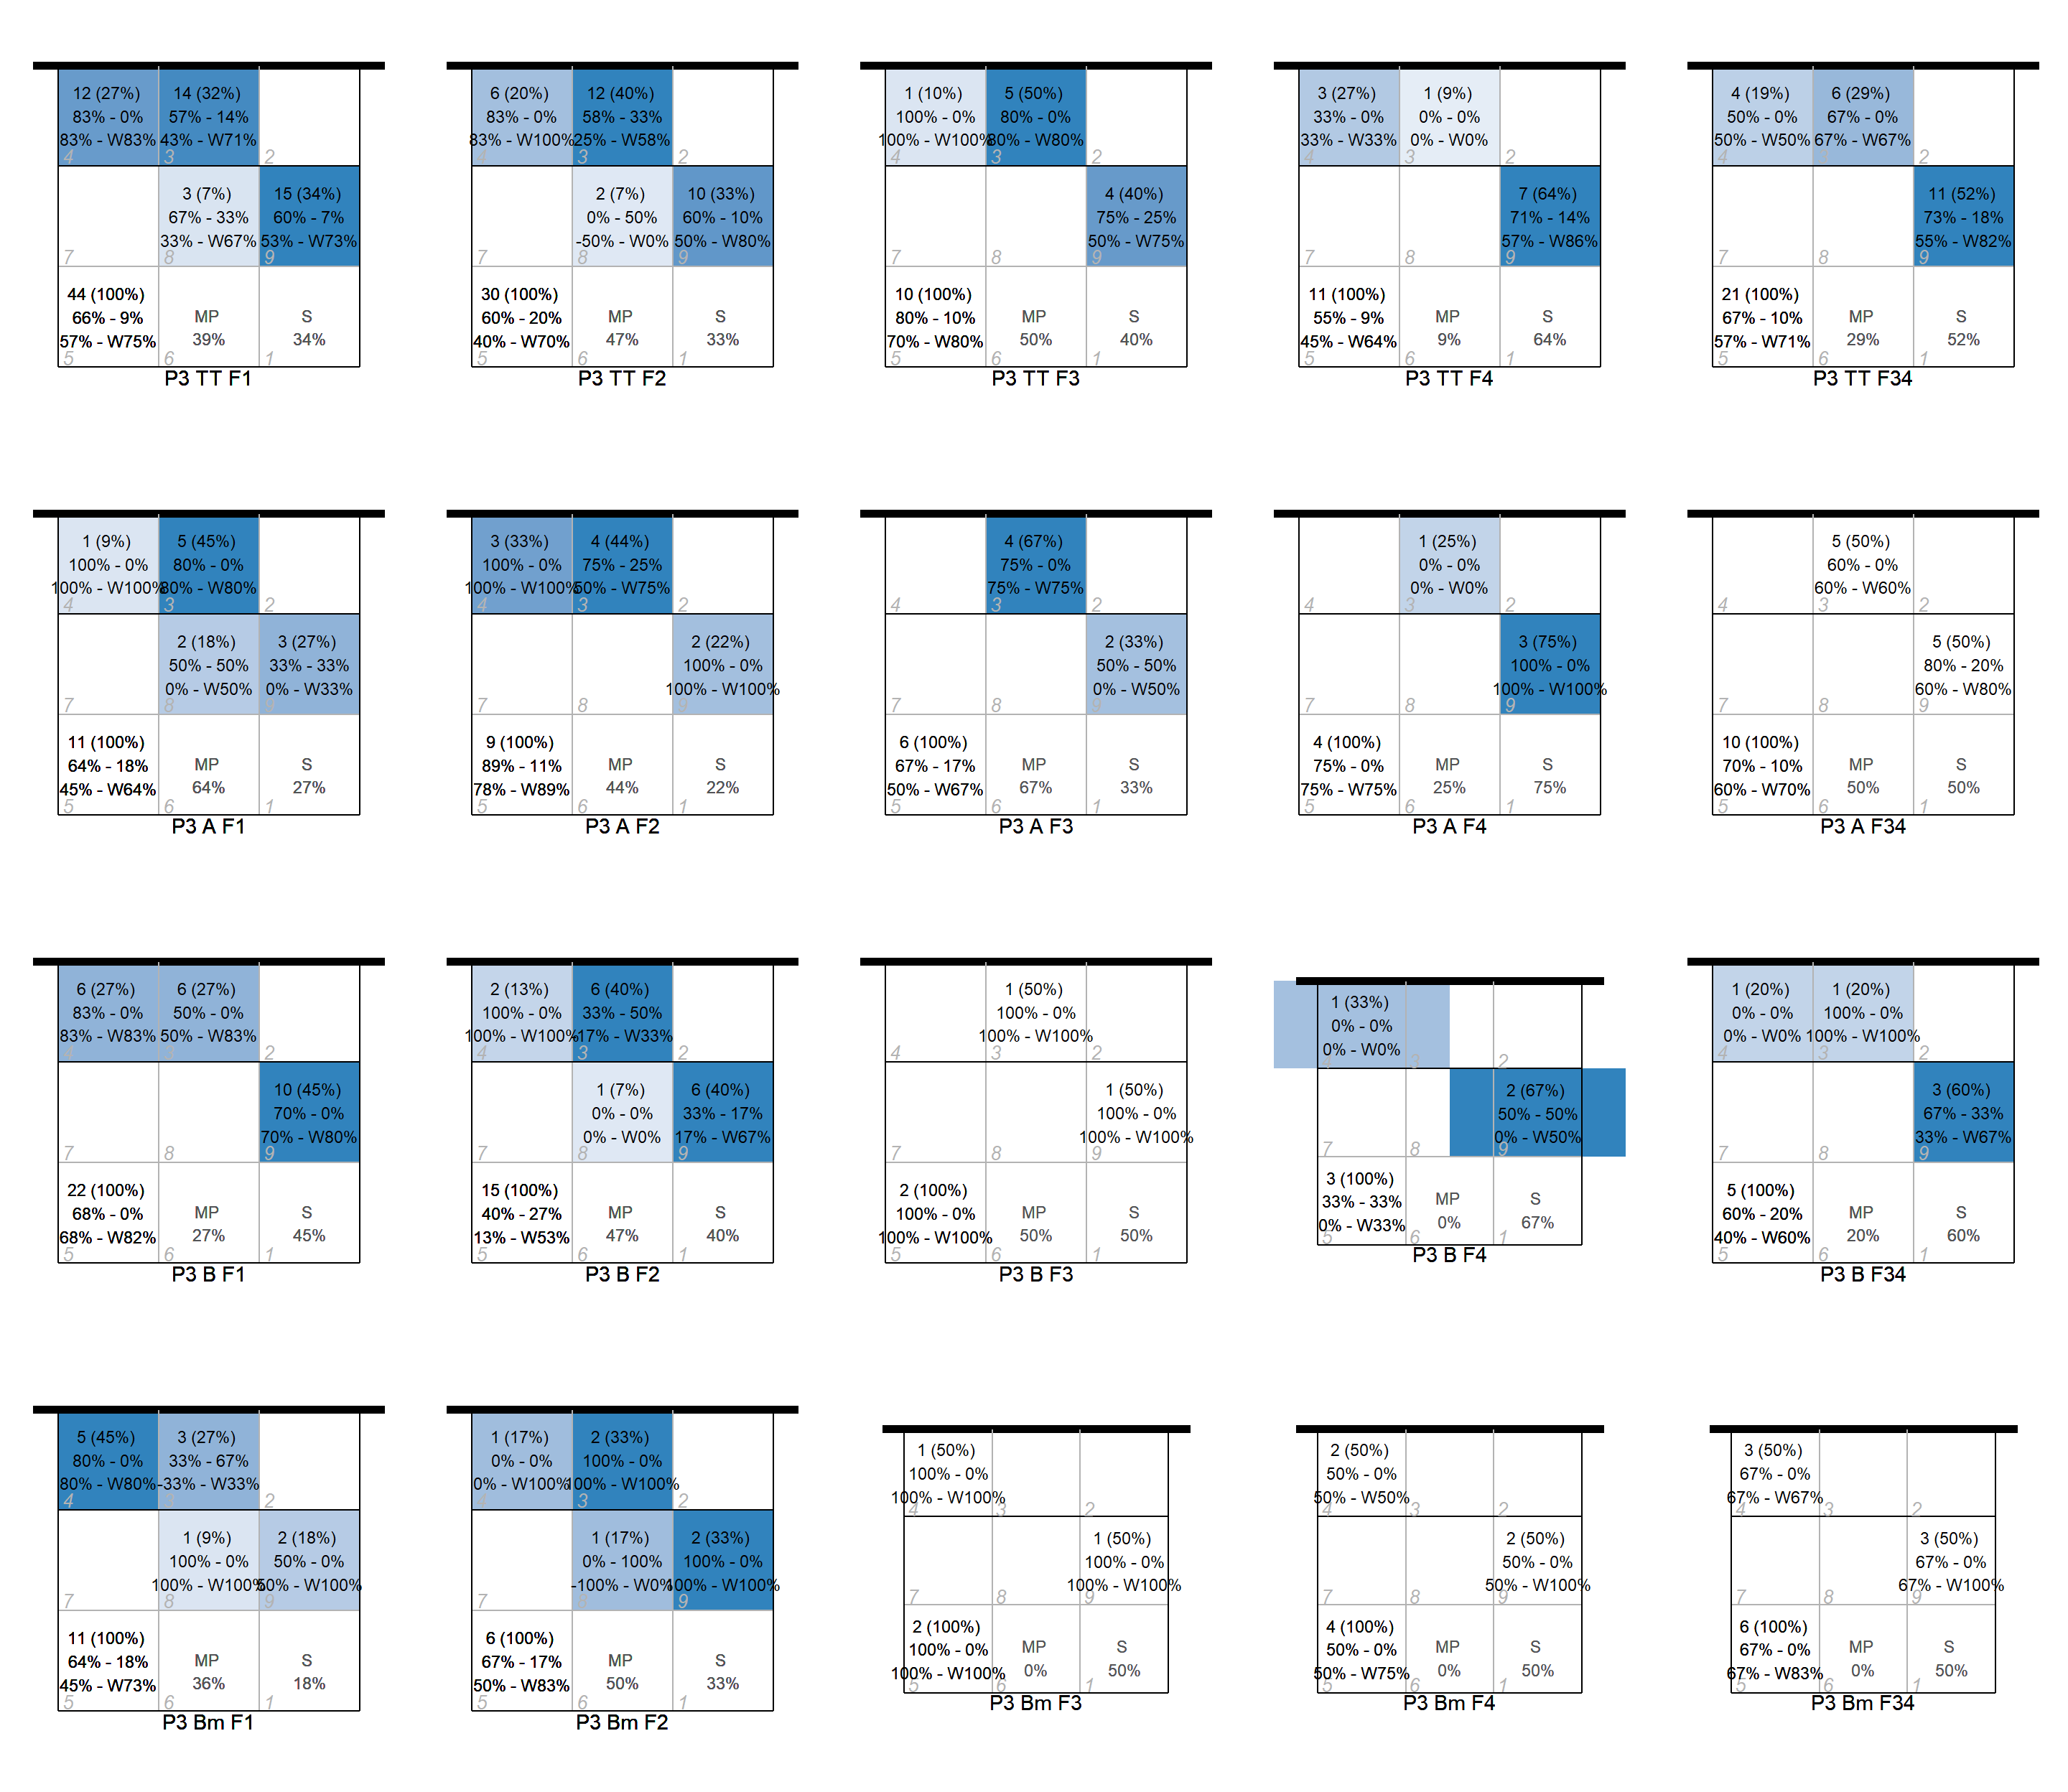 12 (27%) 14 (32%)
83% - 0% 57% - 14%
83% - W83% 43% - W71%
4 3 2
3 (7%) 15 (34%)
67% - 33% 60% - 7%
33% - W67% 53% - W73%
7 8 9
44 (100%)
66% - 9% MP S
57% - W75% 39% 34%
5 6 1
P3 TT F1
6 (20%) 12 (40%)
83% - 0% 58% - 33%
83% - W100% 25% - W58%
4 3 2
2 (7%) 10 (33%)
0% - 50% 60% - 10%
-50% - W0% 50% - W80%
7 8 9
30 (100%)
60% - 20% MP S
40% - W70% 47% 33%
5 6 1
P3 TT F2
1 (10%) 5 (50%)
100% - 0% 80% - 0%
100% - W100% 80% - W80%
4 3 2
4 (40%)
75% - 25%
50% - W75%
7 8 9
10 (100%)
80% - 10% MP S
70% - W80% 50% 40%
5 6 1
P3 TT F3
3 (27%) 1 (9%)
33% - 0% 0% - 0%
33% - W33% 0% - W0%
4 3 2
7 (64%)
71% - 14%
57% - W86%
7 8 9
11 (100%)
55% - 9% MP S
45% - W64% 9% 64%
5 6 1
P3 TT F4
4 (19%) 6 (29%)
50% - 0% 67% - 0%
50% - W50% 67% - W67%
4 3 2
11 (52%)
73% - 18%
55% - W82%
7 8 9
21 (100%)
67% - 10% MP S
57% - W71% 29% 52%
5 6 1
P3 TT F34
1 (9%) 5 (45%)
100% - 0% 80% - 0%
100% - W100% 80% - W80%
4 3 2
2 (18%) 3 (27%)
50% - 50% 33% - 33%
0% - W50% 0% - W33%
7 8 9
11 (100%)
64% - 18% MP S
45% - W64% 64% 27%
5 6 1
P3 A F1
3 (33%) 4 (44%)
100% - 0% 75% - 25%
100% - W100% 50% - W75%
4 3 2
2 (22%)
100% - 0%
100% - W100%
7 8 9
9 (100%)
89% - 11% MP S
78% - W89% 44% 22%
5 6 1
P3 A F2
4 (67%)
75% - 0%
75% - W75%
4 3 2
2 (33%)
50% - 50%
0% - W50%
7 8 9
6 (100%)
67% - 17% MP S
50% - W67% 67% 33%
5 6 1
P3 A F3
1 (25%)
0% - 0%
0% - W0%
4 3 2
3 (75%)
100% - 0%
100% - W100%
7 8 9
4 (100%)
75% - 0% MP S
75% - W75% 25% 75%
5 6 1
P3 A F4
5 (50%)
60% - 0%
60% - W60%
4 3 2
5 (50%)
80% - 20%
60% - W80%
7 8 9
10 (100%)
70% - 10% MP S
60% - W70% 50% 50%
5 6 1
P3 A F34
6 (27%) 6 (27%)
83% - 0% 50% - 0%
83% - W83% 50% - W83%
4 3 2
10 (45%)
70% - 0%
70% - W80%
7 8 9
22 (100%)
68% - 0% MP S
68% - W82% 27% 45%
5 6 1
P3 B F1
2 (13%) 6 (40%)
100% - 0% 33% - 50%
100% - W100% -17% - W33%
4 3 2
1 (7%) 6 (40%)
0% - 0% 33% - 17%
0% - W0% 17% - W67%
7 8 9
15 (100%)
40% - 27% MP S
13% - W53% 47% 40%
5 6 1
P3 B F2
1 (50%)
100% - 0%
100% - W100%
4 3 2
1 (50%)
100% - 0%
100% - W100%
7 8 9
2 (100%)
100% - 0% MP S
100% - W100% 50% 50%
5 6 1
P3 B F3
1 (33%)
0% - 0%
0% - W0%
4 3 2
2 (67%)
50% - 50%
0% - W50%
7 8 9
3 (100%)
33% - 33% MP S
0% - W33% 0% 67%
5 6 1
P3 B F4
1 (20%) 1 (20%)
0% - 0% 100% - 0%
0% - W0% 100% - W100%
4 3 2
3 (60%)
67% - 33%
33% - W67%
7 8 9
5 (100%)
60% - 20% MP S
40% - W60% 20% 60%
5 6 1
P3 B F34
5 (45%) 3 (27%)
80% - 0% 33% - 67%
80% - W80% -33% - W33%
4 3 2
1 (9%) 2 (18%)
100% - 0% 50% - 0%
100% - W100% 50% - W100%
7 8 9
11 (100%)
64% - 18% MP S
45% - W73% 36% 18%
5 6 1
P3 Bm F1
1 (17%) 2 (33%)
0% - 0% 100% - 0%
0% - W100% 100% - W100%
4 3 2
1 (17%) 2 (33%)
0% - 100% 100% - 0%
-100% - W0% 100% - W100%
7 8 9
6 (100%)
67% - 17% MP S
50% - W83% 50% 33%
5 6 1
P3 Bm F2
1 (50%)
100% - 0%
100% - W100%
4 3 2
1 (50%)
100% - 0%
100% - W100%
7 8 9
2 (100%)
100% - 0% MP S
100% - W100% 0% 50%
5 6 1
P3 Bm F3
2 (50%)
50% - 0%
50% - W50%
4 3 2
2 (50%)
50% - 0%
50% - W100%
7 8 9
4 (100%)
50% - 0% MP S
50% - W75% 0% 50%
5 6 1
P3 Bm F4
3 (50%)
67% - 0%
67% - W67%
4 3 2
3 (50%)
67% - 0%
67% - W100%
7 8 9
6 (100%)
67% - 0% MP S
67% - W83% 0% 50%
5 6 1
P3 Bm F34